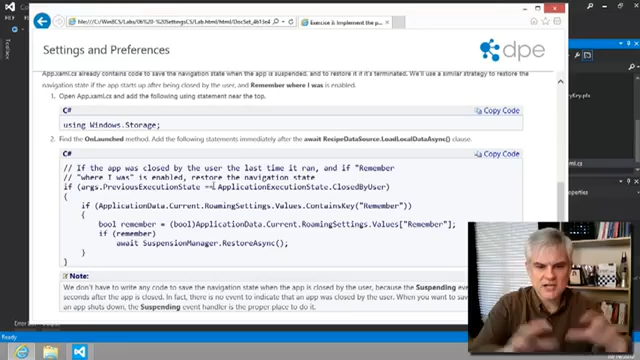 Exercise 6: Implement the p...
Settings and Preferences
dpe
App.xaml.cs already contains code to save the navigation state when the app is suspended, and to restore it if it's terminated. We'll use a similar strategy to restore the
navigation state if the app starts up after being closed by the user, and Remember where I was is enabled.
1. Open App.xaml.cs and add the following using statement near the top.
C#
Copy Code
using Windows.Storage;
2. Find the OnLaunched method. Add the following statements immediately after the await RecipeDataSource.LoadLocalDataAsync() clause.
C#
Copy Code
// If the app was closed by the user the last time it ran, and if "Remember
// "where I was" is enabled, restore the navigation state
if (args.PreviousExecutionState == ApplicationExecutionState.ClosedByUser)
{
if (ApplicationData.Current.RoamingSettings.Values.ContainsKey("Remember"))
{
bool remember = (bool)ApplicationData.Current.RoamingSettings.Values["Remember"];
if (remember)
await SuspensionManager.RestoreAsync();
}
}
Note:
We don't have to write any code to save the navigation state when the app is closed by the user, because the Suspending eve
seconds after the app is closed. In fact, there is no event to indicate that an app was closed by the user. When you want to sav
an app shuts down, the Suspending event handler is the proper place to do it.